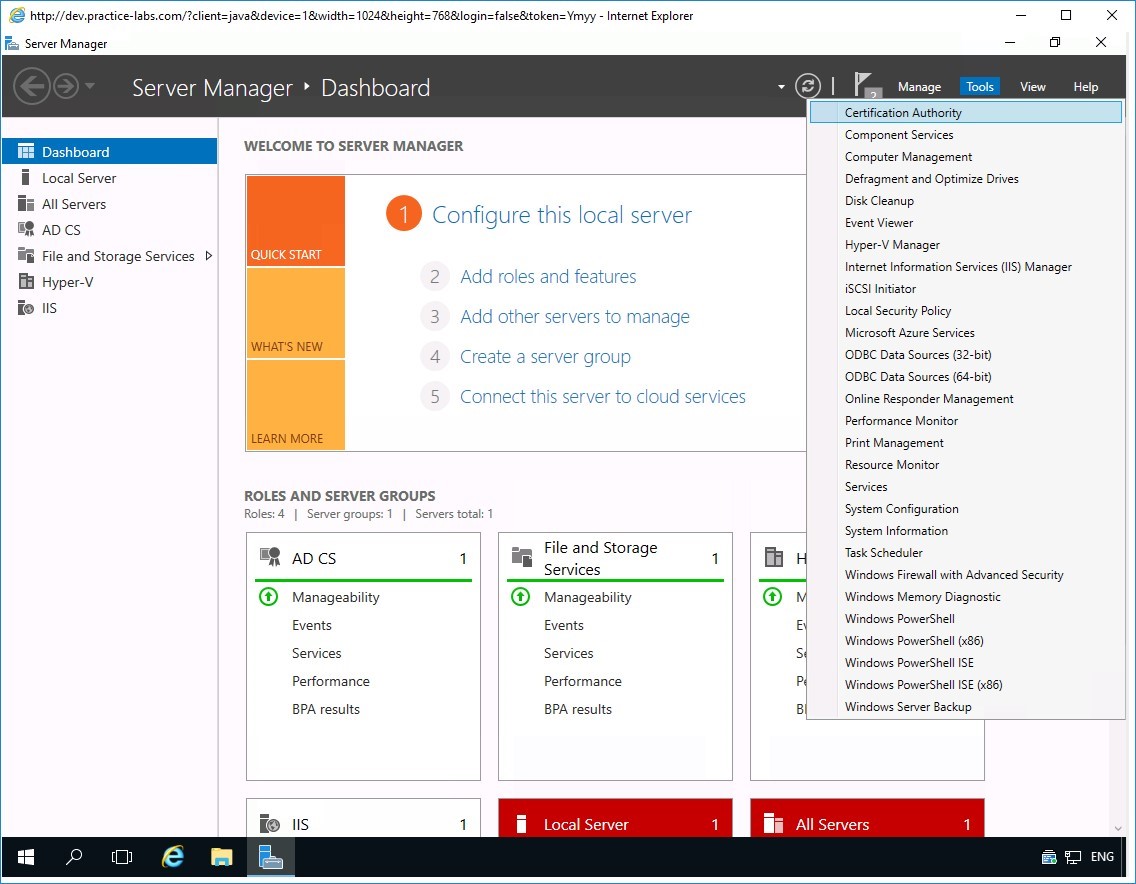 http://dev.practice-labs.com/?client=java&device=1&width=1024&height=768&login=false&token=Ymyy - Internet Explorer
Server Manager
Server Manager ‣ Dashboard
2
Manage
Tools
View
Help
Dashboard
Local Server
All Servers
AD CS
File and Storage Services
Hyper-V
IIS
WELCOME TO SERVER MANAGER
QUICK START
WHAT'S NEW
LEARN MORE
1 Configure this local server
2 Add roles and features
3 Add other servers to manage
4 Create a server group
5 Connect this server to cloud services
Certification Authority
Component Services
Computer Management
Defragment and Optimize Drives
Disk Cleanup
Event Viewer
Hyper-V Manager
Internet Information Services (IIS) Manager
iSCSI Initiator
Local Security Policy
Microsoft Azure Services
ODBC Data Sources (32-bit)
ODBC Data Sources (64-bit)
Online Responder Management
Performance Monitor
Print Management
Resource Monitor
Services
System Configuration
System Information
Task Scheduler
Windows Firewall with Advanced Security
Windows Memory Diagnostic
Windows PowerShell
Windows PowerShell (x86)
Windows PowerShell ISE
Windows PowerShell ISE (x86)
Windows Server Backup
ROLES AND SERVER GROUPS
Roles: 4 | Server groups: 1 | Servers total: 1
AD CS 1
Manageability
Events
Services
Performance
BPA results
File and Storage
Services 1
Manageability
Events
Services
Performance
BPA results
IIS 1
Local Server 1
All Servers 1
ENG